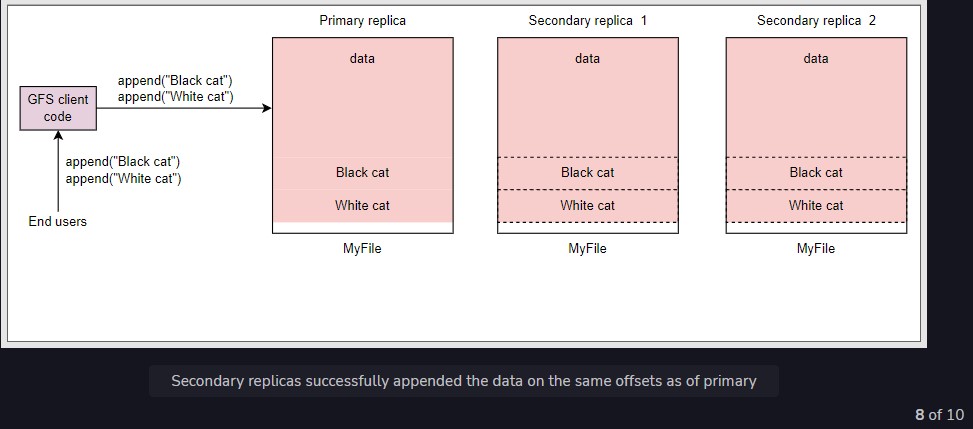 Primary replica
Secondary replica 1
Secondary replica 2
data
data
data
append("Black cat")
append("White cat")
GFS client
code
append("Black cat")
append("White cat")
End users
Black cat
Black cat
Black cat
White cat
White cat
White cat
MyFile
MyFile
MyFile
Secondary replicas successfully appended the data on the same offsets as of primary
8 of 10